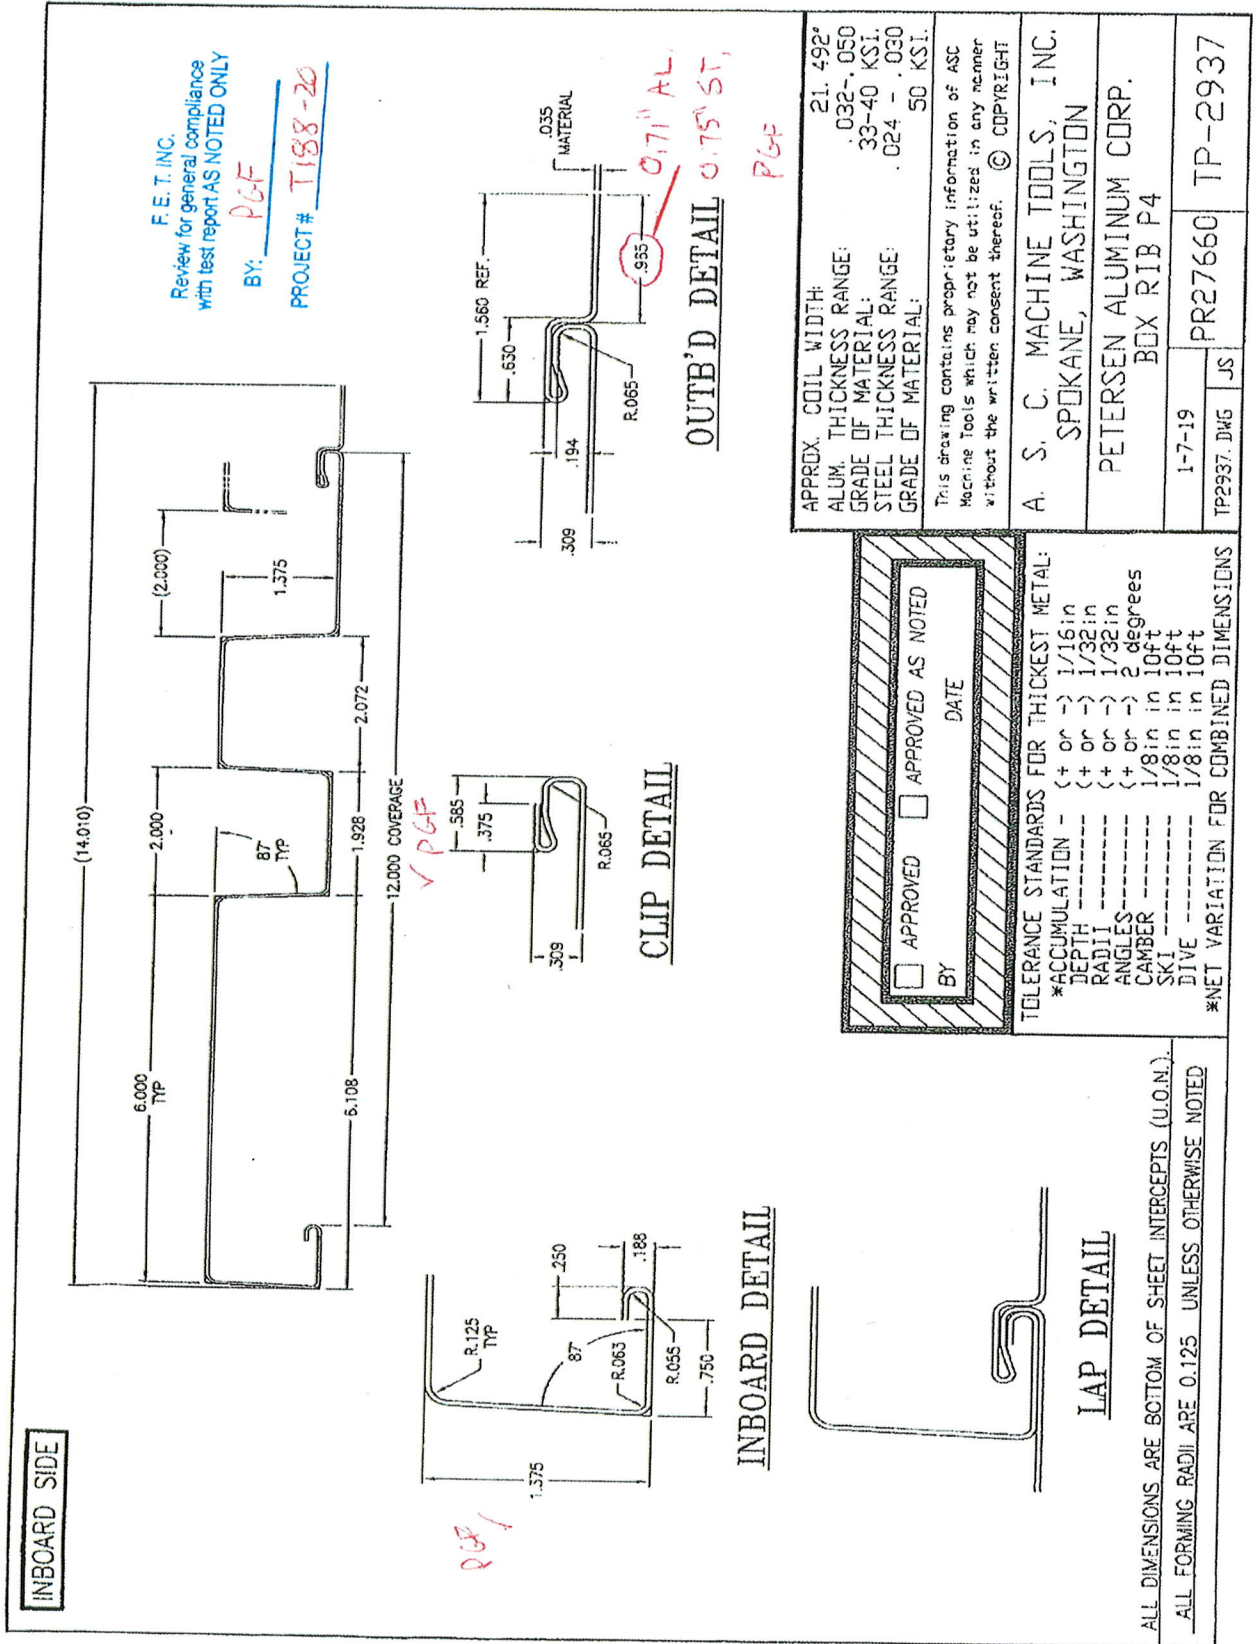 INBOARD SIDE
F. E. T. INC.
Review for general compliance
with test report AS NOTED ONLY
BY: PGF
PROJECT # T188-20
(14.010)
6.000
TYP
2.000
(2.000)
87
TYP
1.375
6.108
1.928
2.072
12.000 COVERAGE
PGF
1.375
R.125
TYP
87
R.063
R.055
.250
.188
.750
INBOARD DETAIL
✓ PGF
.585
.375
.309
R.065
CLIP DETAIL
1.560 REF.
.630
.035
MATERIAL
.194
.309
R.065
.955
0.71" AL.
0.75" ST.
PGF
OUTB'D DETAIL
LAP DETAIL
ALL DIMENSIONS ARE BOTTOM OF SHEET INTERCEPTS (U.O.N.).
ALL FORMING RADII ARE 0.125 UNLESS OTHERWISE NOTED
APPROVED
APPROVED AS NOTED
BY
DATE
TOLERANCE STANDARDS FOR THICKEST METAL:
*ACCUMULATION - (+ or -) 1/16in
DEPTH --------- (+ or -) 1/32in
RADII --------- (+ or -) 1/32in
ANGLES--------- (+ or -) 2 degrees
CAMBER -------- 1/8in in 10ft
SKI ----------- 1/8in in 10ft
DIVE ---------- 1/8in in 10ft
*NET VARIATION FOR COMBINED DIMENSIONS
APPROX. COIL WIDTH: 21. 492"
ALUM. THICKNESS RANGE: .032-. 050
GRADE OF MATERIAL: 33-40 KSI.
STEEL THICKNESS RANGE: .024 - . 030
GRADE OF MATERIAL: 50 KSI.
This drawing contains proprietary information of ASC
Machine Tools which may not be utilized in any manner
without the written consent thereof. © COPYRIGHT
A. S. C. MACHINE TOOLS, INC.
SPOKANE, WASHINGTON
PETERSEN ALUMINUM CORP.
BOX RIB P4
1-7-19
PR27660
TP-2937
TP2937.DWG
JS